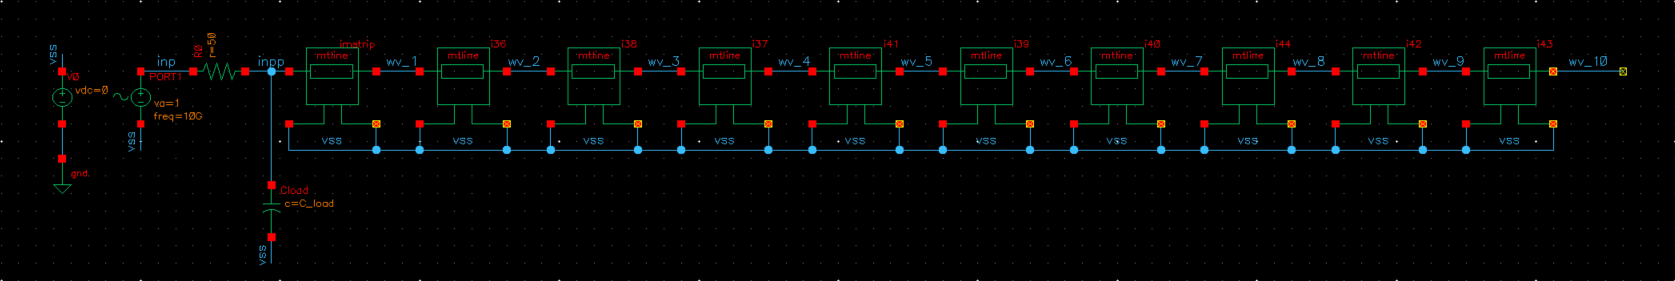 VSS
V0
vdc=0
gnd
inp
PORT1
va=1
freq=10G
VSS
R0
r=50
inpp
Cload
c=C_load
VSS
imstrip
mtline
VSS
wv_1
i36
mtline
VSS
wv_2
i38
mtline
VSS
wv_3
i37
mtline
VSS
wv_4
i41
mtline
VSS
wv_5
i39
mtline
VSS
wv_6
i40
mtline
VSS
wv_7
i44
mtline
VSS
wv_8
i42
mtline
VSS
wv_9
i43
mtline
VSS
wv_10